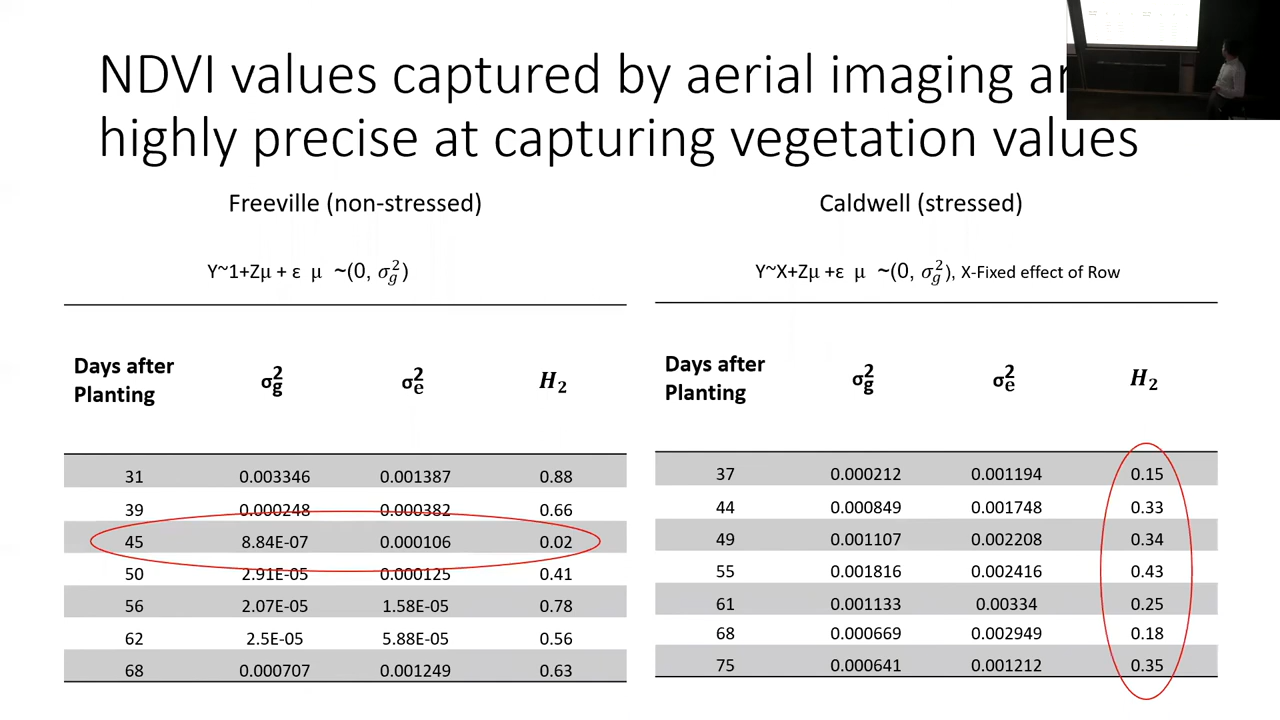 NDVI values captured by aerial imaging
highly precise at capturing vegetation values
Freeville (non-stressed)
Y~1+Zμ + ε μ ~(0, σ²g)
Days after Planting σ²g σ²e H₂
31 0.003346 0.001387 0.88
39 0.000248 0.000382 0.66
45 8.84E-07 0.000106 0.02
50 2.91E-05 0.000125 0.41
56 2.07E-05 1.58E-05 0.78
62 2.5E-05 5.88E-05 0.56
68 0.000707 0.001249 0.63
Caldwell (stressed)
Y~X+Zμ +ε μ ~(0, σ²g), X-Fixed effect of Row
Days after Planting σ²g σ²e H₂
37 0.000212 0.001194 0.15
44 0.000849 0.001748 0.33
49 0.001107 0.002208 0.34
55 0.001816 0.002416 0.43
61 0.001133 0.00334 0.25
68 0.000669 0.002949 0.18
75 0.000641 0.001212 0.35